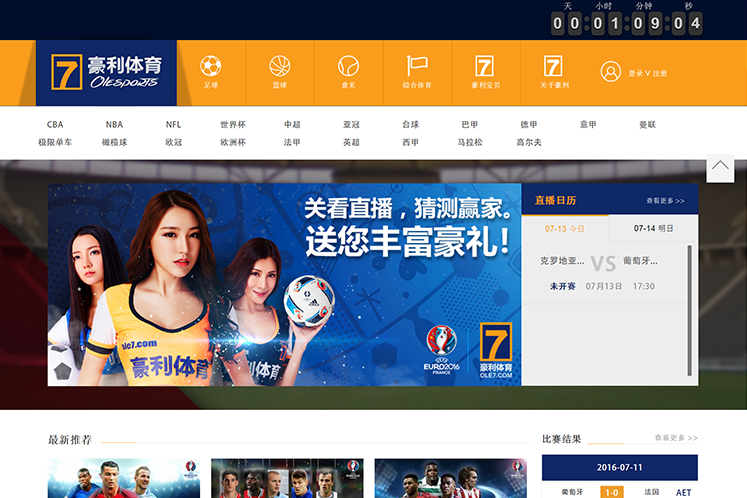 天 小时 分钟 秒
00:01:09:04
7 豪利体育
OLESPORTS
足球 篮球 意见 综合体育 豪利宝贝 关于豪利 登录 V 注册
CBA NBA NFL 世界杯 中超 亚冠 台球 巴甲 德甲 意甲 曼联
极限单车 橄榄球 欧冠 欧洲杯 法甲 英超 西甲 马拉松 高尔夫
关看直播，猜测赢家。
送您丰富豪礼！
ole7.com
豪利体育
adidas
UEFA
EURO2016
FRANCE
7
豪利体育
OLE7.COM
直播日历 查看更多 >>
07-13 今日 07-14 明日
克罗地亚... VS 葡萄牙...
未开赛 07月13日 17:30
最新推荐
比赛结果 查看更多 >>
2016-07-11
葡萄牙 1-0 法国 AET